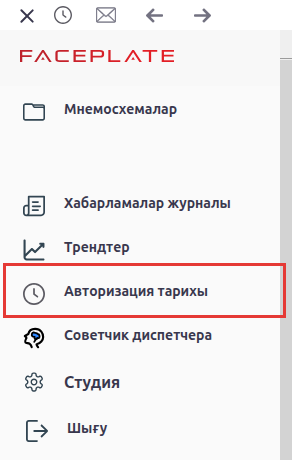 FACEPLATE
Мнемосхемалар
Хабарламалар журналы
Трендтер
Авторизация тарихы
Советчик диспетчера
Студия
Шығу